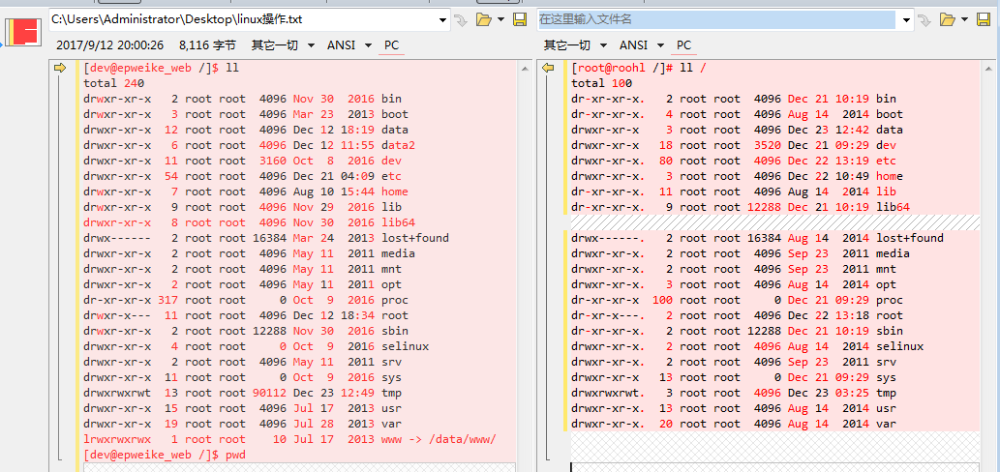 C:\Users\Administrator\Desktop\linux操作.txt
2017/9/12 20:00:26 8,116 字节 其它一切 ANSI PC
[dev@epweike_web /]$ ll
total 240
drwxr-xr-x 2 root root 4096 Nov 30 2016 bin
drwxr-xr-x 3 root root 4096 Mar 23 2013 boot
drwxr-xr-x 12 root root 4096 Dec 12 18:19 data
drwxr-xr-x 6 root root 4096 Dec 12 11:55 data2
drwxr-xr-x 11 root root 3160 Oct 8 2016 dev
drwxr-xr-x 54 root root 4096 Dec 21 04:09 etc
drwxr-xr-x 7 root root 4096 Aug 10 15:44 home
drwxr-xr-x 9 root root 4096 Nov 29 2016 lib
drwxr-xr-x 8 root root 4096 Nov 30 2016 lib64
drwx------ 2 root root 16384 Mar 24 2013 lost+found
drwxr-xr-x 2 root root 4096 May 11 2011 media
drwxr-xr-x 2 root root 4096 May 11 2011 mnt
drwxr-xr-x 2 root root 4096 May 11 2011 opt
dr-xr-xr-x 317 root root 0 Oct 9 2016 proc
drwxr-x--- 11 root root 4096 Dec 12 18:34 root
drwxr-xr-x 2 root root 12288 Nov 30 2016 sbin
drwxr-xr-x 4 root root 0 Oct 9 2016 selinux
drwxr-xr-x 2 root root 4096 May 11 2011 srv
drwxr-xr-x 11 root root 0 Oct 9 2016 sys
drwxrwxrwt 13 root root 90112 Dec 23 12:49 tmp
drwxr-xr-x 15 root root 4096 Jul 17 2013 usr
drwxr-xr-x 19 root root 4096 Jul 28 2013 var
lrwxrwxrwx 1 root root 10 Jul 17 2013 www -> /data/www/
[dev@epweike_web /]$ pwd
在这里输入文件名
其它一切 ANSI PC
[root@roohl /]# ll /
total 100
dr-xr-xr-x. 2 root root 4096 Dec 21 10:19 bin
dr-xr-xr-x. 4 root root 4096 Aug 14 2014 boot
drwxr-xr-x 3 root root 4096 Dec 23 12:42 data
drwxr-xr-x 18 root root 3520 Dec 21 09:29 dev
drwxr-xr-x. 80 root root 4096 Dec 22 13:19 etc
drwxr-xr-x. 3 root root 4096 Dec 22 10:49 home
dr-xr-xr-x. 11 root root 4096 Aug 14 2014 lib
dr-xr-xr-x. 9 root root 12288 Dec 21 10:19 lib64
drwx------. 2 root root 16384 Aug 14 2014 lost+found
drwxr-xr-x. 2 root root 4096 Sep 23 2011 media
drwxr-xr-x. 2 root root 4096 Sep 23 2011 mnt
drwxr-xr-x. 3 root root 4096 Aug 14 2014 opt
dr-xr-xr-x 100 root root 0 Dec 21 09:29 proc
dr-xr-x---. 2 root root 4096 Dec 22 13:18 root
dr-xr-xr-x. 2 root root 12288 Dec 21 10:19 sbin
drwxr-xr-x. 2 root root 4096 Aug 14 2014 selinux
drwxr-xr-x. 2 root root 4096 Sep 23 2011 srv
drwxr-xr-x 13 root root 0 Dec 21 09:29 sys
drwxrwxrwt. 3 root root 4096 Dec 23 03:25 tmp
drwxr-xr-x. 13 root root 4096 Aug 14 2014 usr
drwxr-xr-x. 20 root root 4096 Aug 14 2014 var